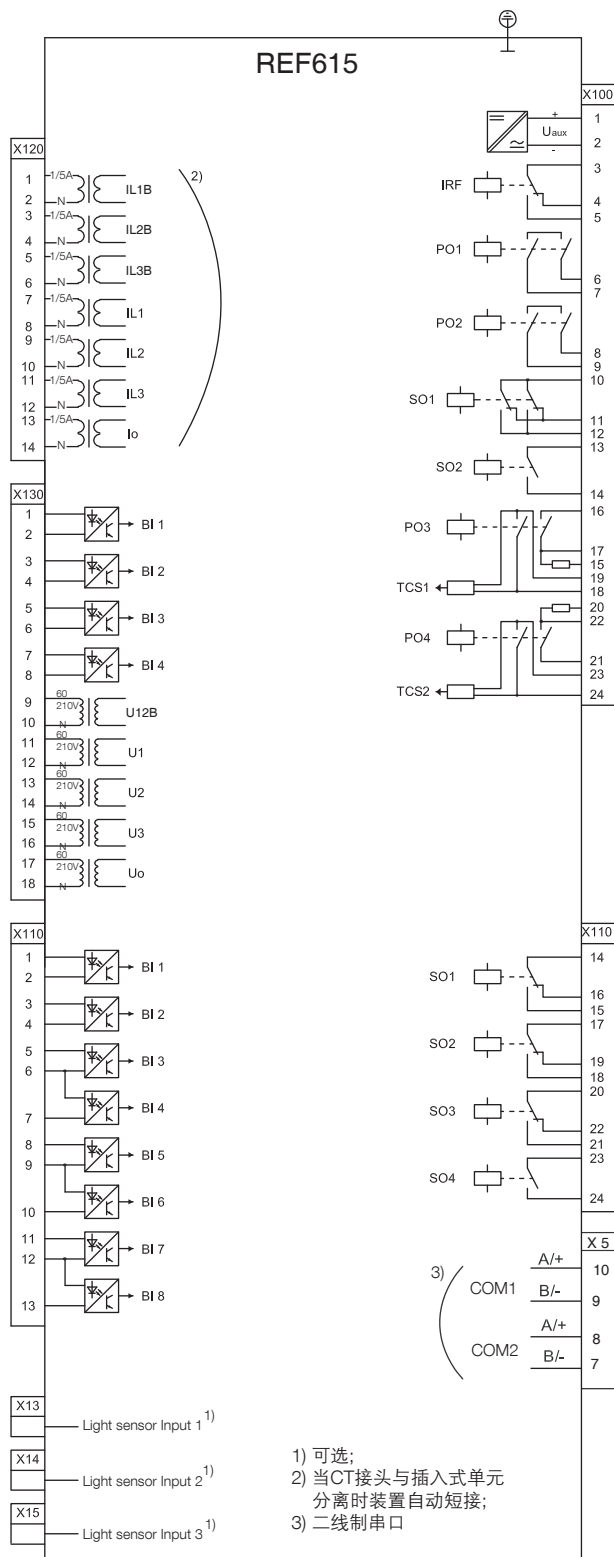 REF615
X120
1 1/5A
2 N IL1B
3 1/5A
4 N IL2B
5 1/5A
6 N IL3B
7 1/5A
8 N IL1
9 1/5A
10 N IL2
11 1/5A
12 N IL3
13 1/5A
14 N Io
2)
X130
1
2 BI 1
3
4 BI 2
5
6 BI 3
7
8 BI 4
9 60
210V U12B
10 N
11 60
210V U1
12 N
13 60
210V U2
14 N
15 60
210V U3
16 N
17 60
210V Uo
18 N
X110
1
2 BI 1
3
4 BI 2
5
6 BI 3
7 BI 4
8
9 BI 5
10 BI 6
11
12 BI 7
13 BI 8
X13
Light sensor Input 1 1)
X14
Light sensor Input 2 1)
X15
Light sensor Input 3 1)
X100
+ 1
Uaux
- 2
3
IRF
4
5
PO1
6
7
PO2
8
9
10
SO1
11
12
13
SO2
14
16
PO3
17
15
19
TCS1
18
20
22
PO4
21
23
TCS2
24
X110
14
SO1
16
15
17
SO2
19
18
20
SO3
22
21
23
SO4
24
X 5
3)
A/+ 10
COM1
B/- 9
A/+ 8
COM2
B/- 7
1) 可选;
2) 当CT接头与插入式单元
分离时装置自动短接;
3) 二线制串口